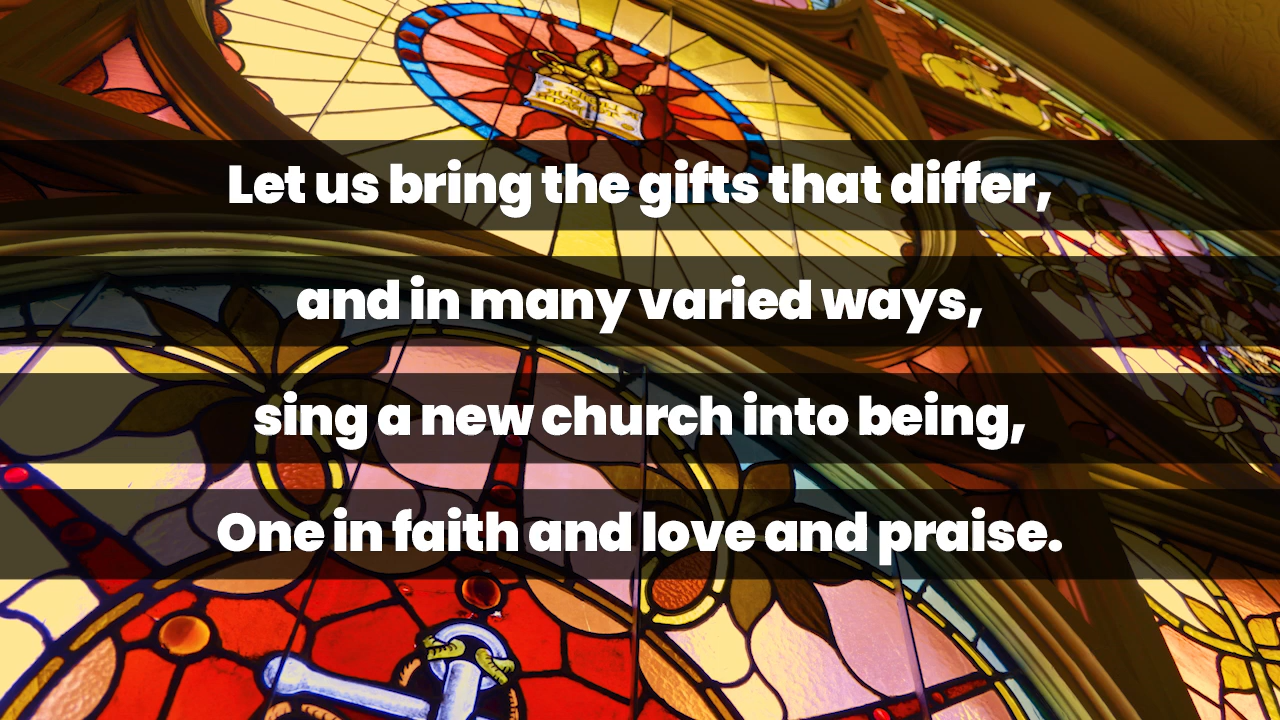 Let us bring the gifts that differ,
and in many varied ways,
sing a new church into being,
One in faith and love and praise.